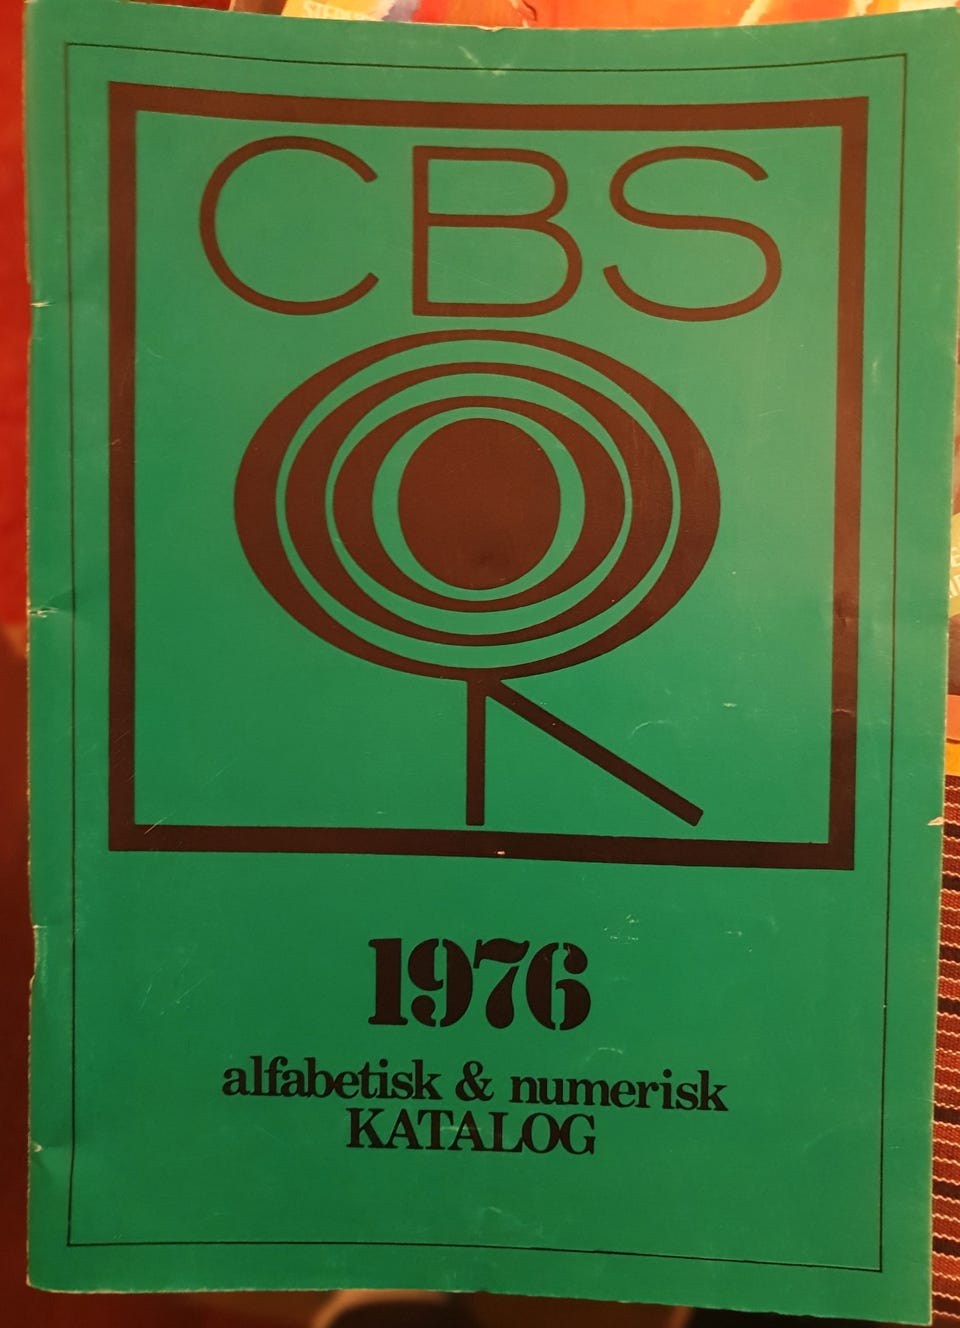 CBS
1976
alfabetisk & numerisk
KATALOG